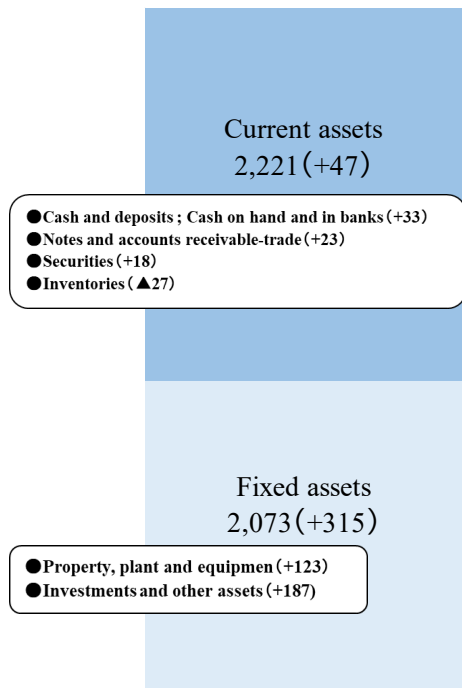 Current assets
2,221(+47)
●Cash and deposits ; Cash on hand and in banks(+33)
●Notes and accounts receivable-trade(+23)
●Securities(+18)
●Inventories(▲27)
Fixed assets
2,073(+315)
●Property, plant and equipmen(+123)
●Investments and other assets(+187)